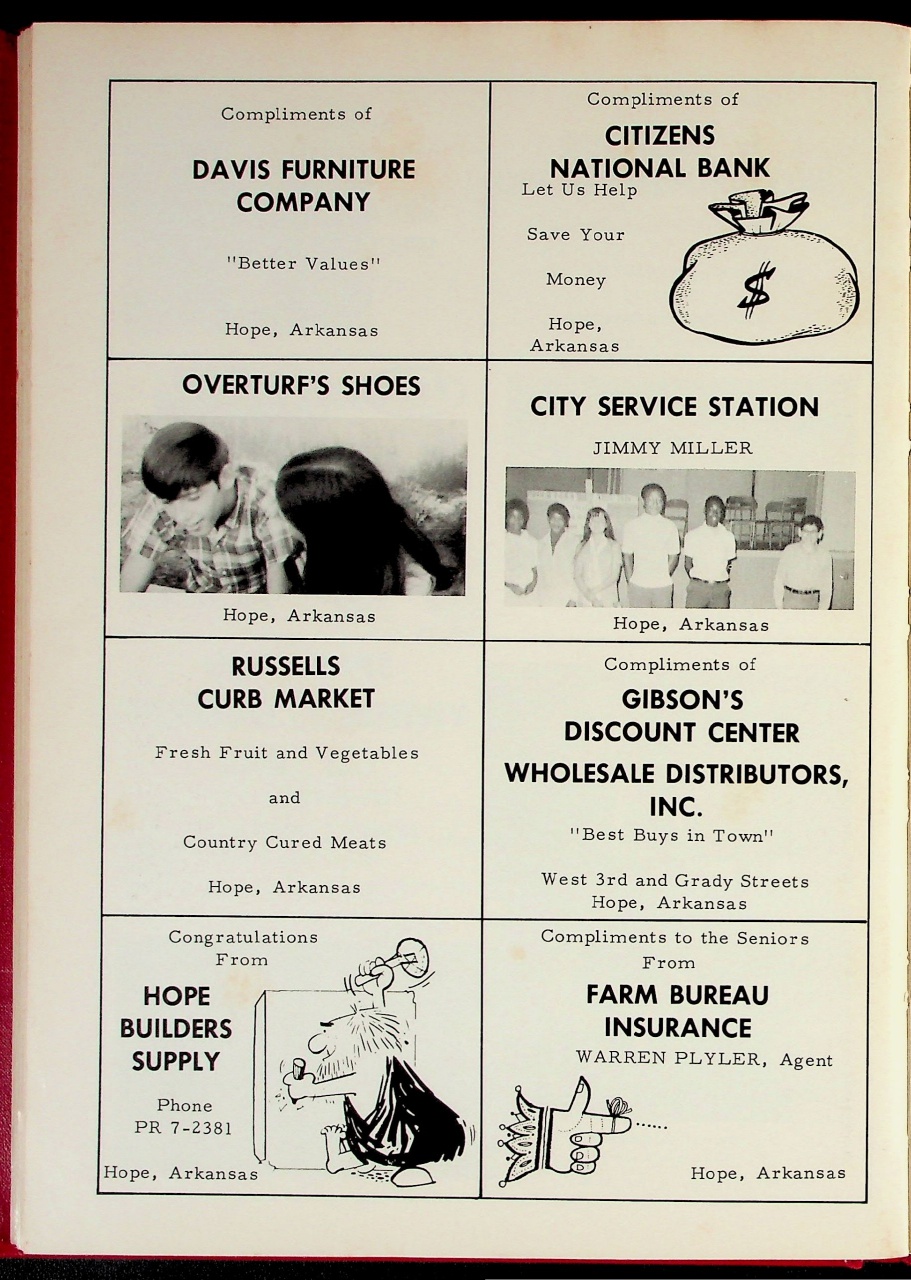 Compliments of
DAVIS FURNITURE
COMPANY
"Better Values"
Hope, Arkansas
Compliments of
CITIZENS
NATIONAL BANK
Let Us Help
Save Your
Money
Hope,
Arkansas
$
OVERTURF'S SHOES
Hope, Arkansas
CITY SERVICE STATION
JIMMY MILLER
Hope, Arkansas
RUSSELLS
CURB MARKET
Fresh Fruit and Vegetables
and
Country Cured Meats
Hope, Arkansas
Compliments of
GIBSON'S
DISCOUNT CENTER
WHOLESALE DISTRIBUTORS,
INC.
"Best Buys in Town"
West 3rd and Grady Streets
Hope, Arkansas
Congratulations
From
HOPE
BUILDERS
SUPPLY
Phone
PR 7-2381
Hope, Arkansas
Compliments to the Seniors
From
FARM BUREAU
INSURANCE
WARREN PLYLER, Agent
Hope, Arkansas